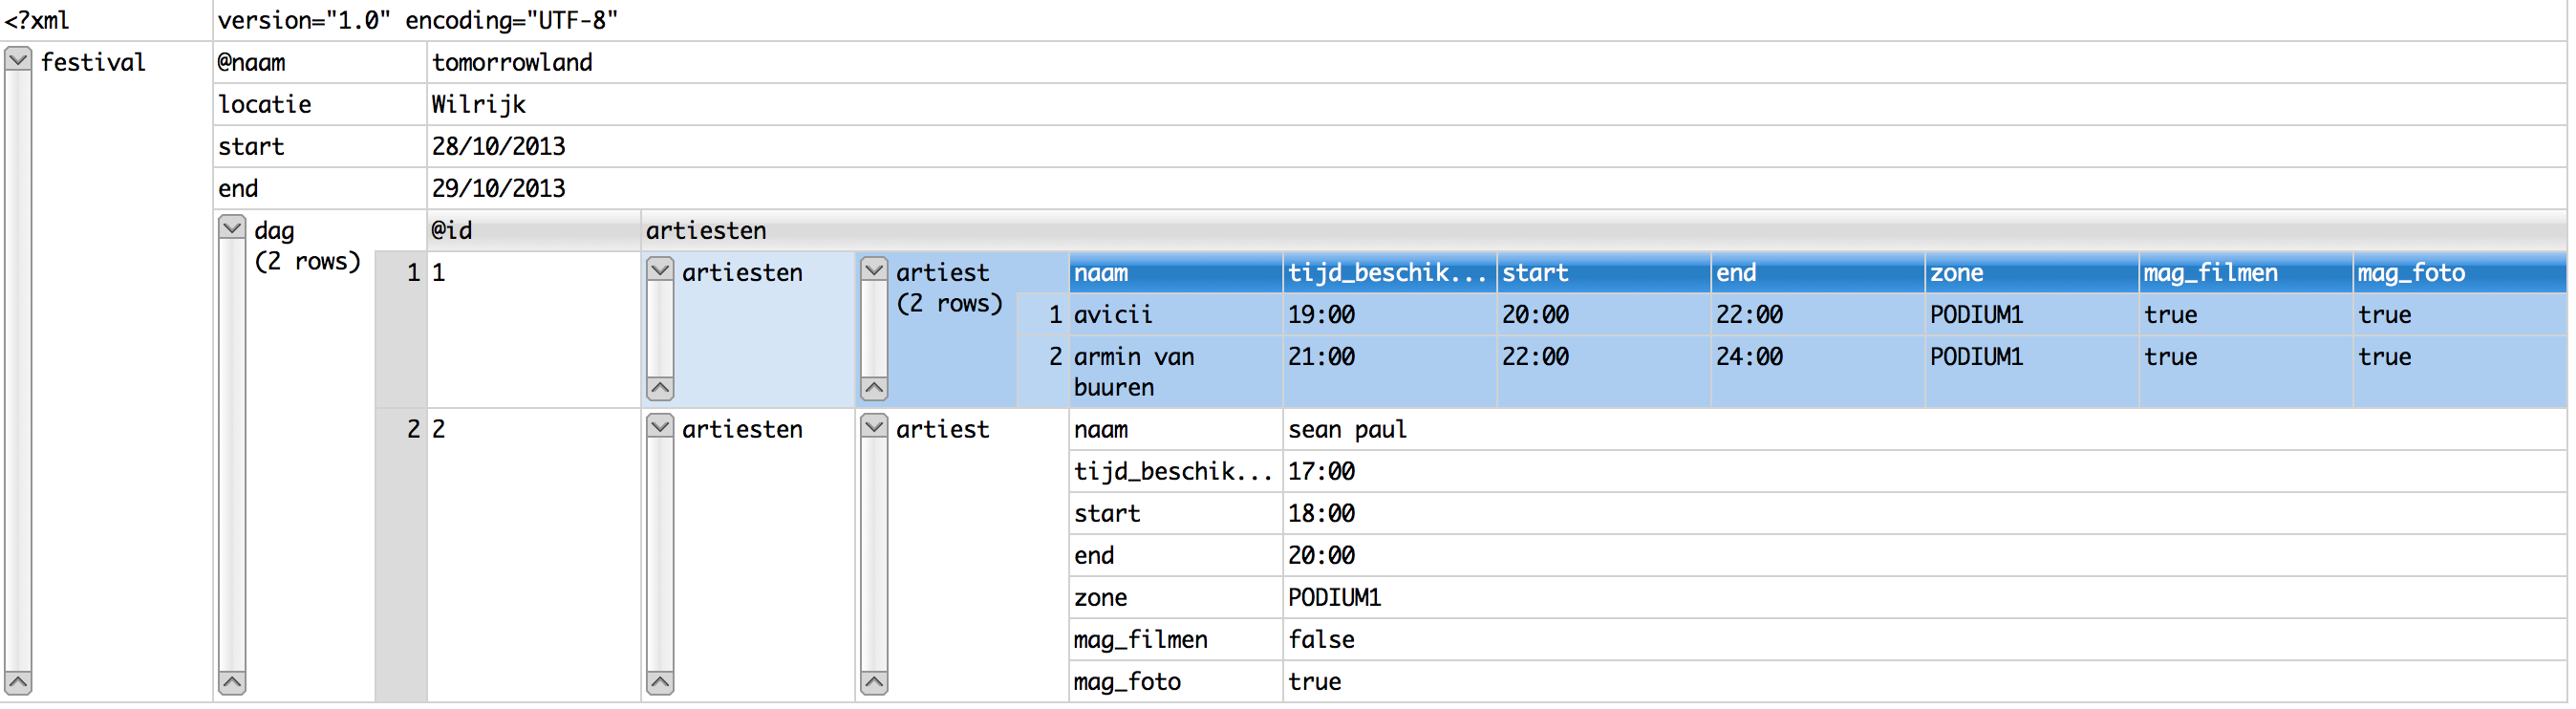 <?xml version="1.0" encoding="UTF-8"
festival @naam tomorrowland
locatie Wilrijk
start 28/10/2013
end 29/10/2013
dag @id artiesten
(2 rows)
1 1 artiesten artiest naam tijd_beschik... start end zone mag_filmen mag_foto
(2 rows)
1 avicii 19:00 20:00 22:00 PODIUM1 true true
2 armin van 21:00 22:00 24:00 PODIUM1 true true
buuren
2 2 artiesten artiest naam sean paul
tijd_beschik... 17:00
start 18:00
end 20:00
zone PODIUM1
mag_filmen false
mag_foto true